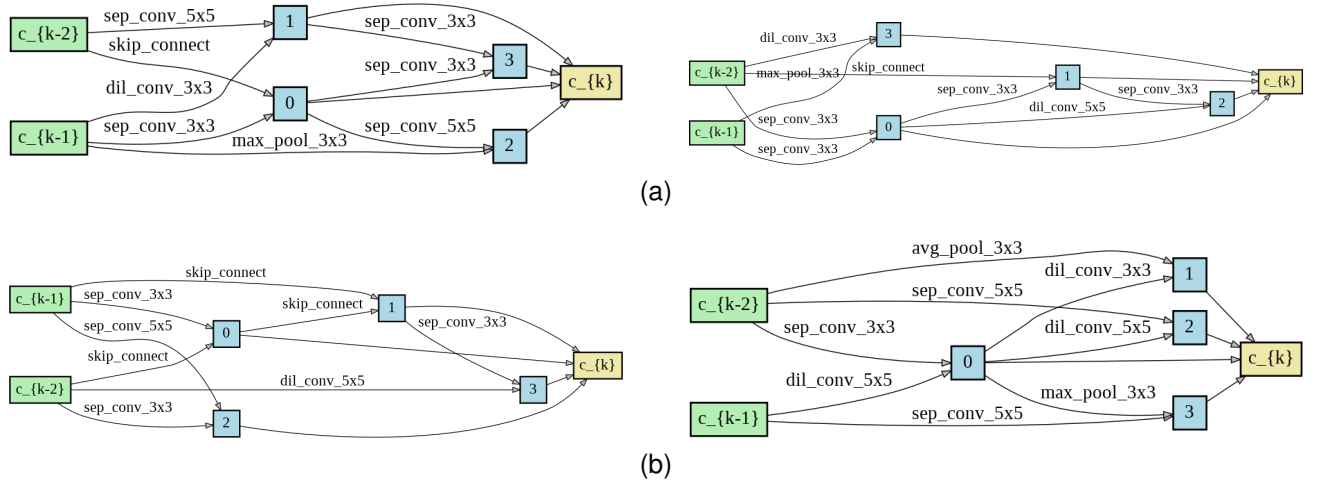 sep_conv_5x5
1
sep_conv_3x3
c_{k-2}
skip_connect
3
sep_conv_3x3
c_{k}
dil_conv_3x3
0
c_{k-1}
sep_conv_3x3
sep_conv_5x5
max_pool_3x3
2
dil_conv_3x3
3
c_{k-2}
max_pool_3x3
skip_connect
1
c_{k}
sep_conv_3x3
sep_conv_3x3
2
dil_conv_5x5
c_{k-1}
sep_conv_3x3
0
sep_conv_3x3
(a)
skip_connect
c_{k-1}
sep_conv_3x3
skip_connect
1
sep_conv_5x5
0
sep_conv_3x3
skip_connect
c_{k}
c_{k-2}
dil_conv_5x5
3
sep_conv_3x3
2
avg_pool_3x3
dil_conv_3x3
1
c_{k-2}
sep_conv_5x5
sep_conv_3x3
dil_conv_5x5
2
0
c_{k}
dil_conv_5x5
max_pool_3x3
c_{k-1}
sep_conv_5x5
3
(b)